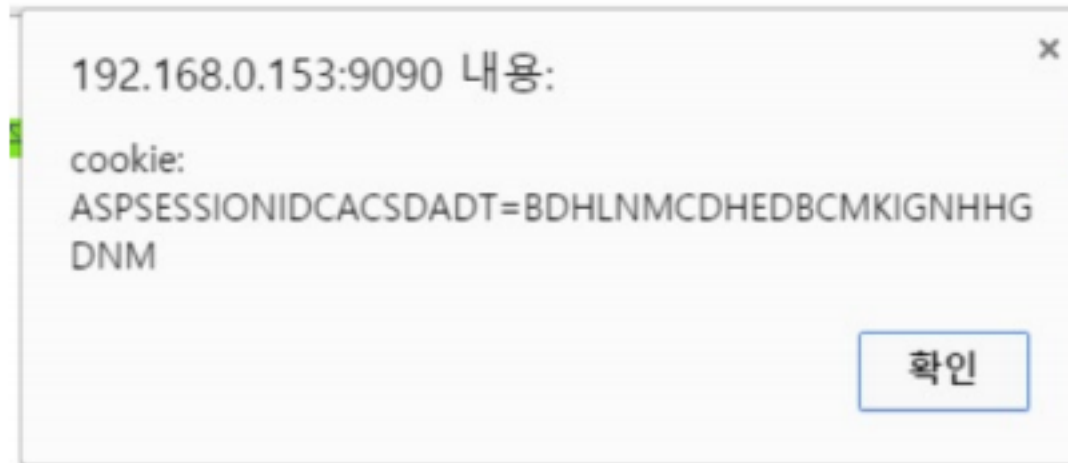 192.168.0.153:9090 내용:
cookie:
ASPSESSIONIDCACSDADT=BDHLNMCDHEDBCMKIGNHHG
DNM
확인